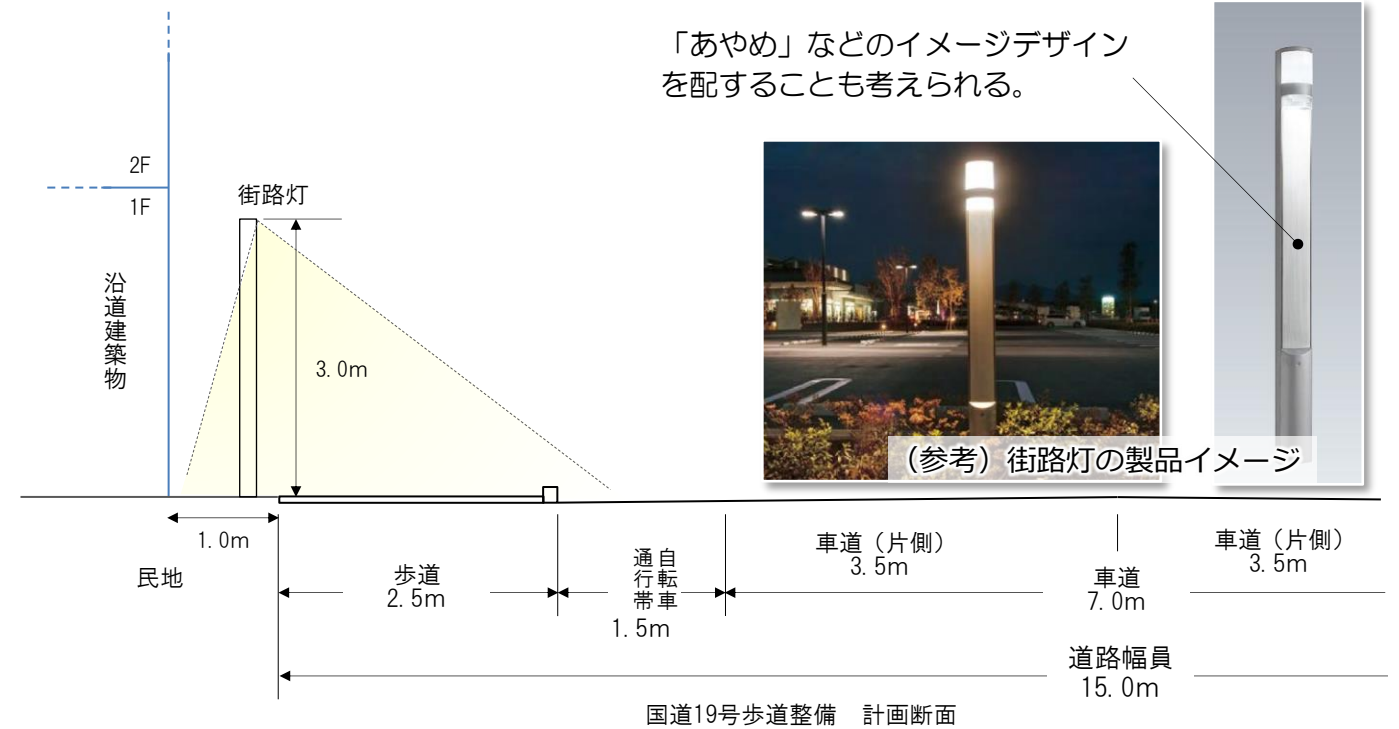 「あやめ」などのイメージデザイン
を配することも考えられる。
2F
1F
街路灯
沿道建築物
3.0m
(参考)街路灯の製品イメージ
1.0m
民地
歩道
2.5m
自転車
通行帯
1.5m
車道(片側)
3.5m
車道
7.0m
車道(片側)
3.5m
道路幅員
15.0m
国道19号歩道整備 計画断面